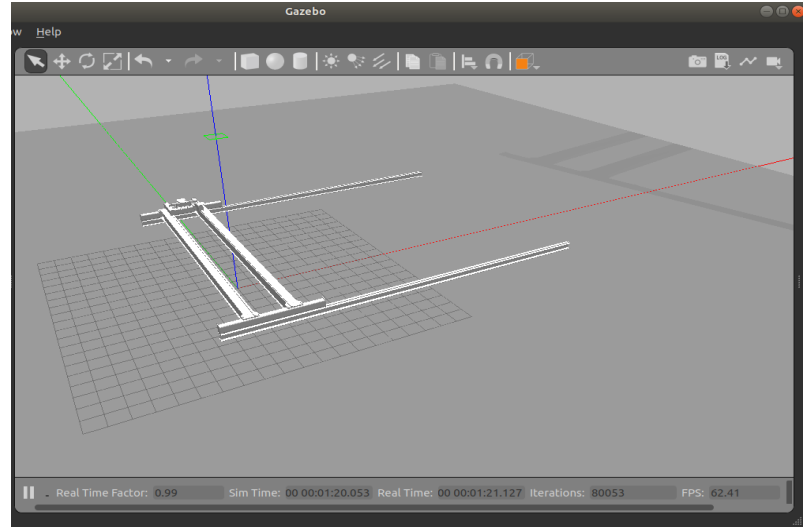 Gazebo
w Help
LOG
Real Time Factor: 0.99 Sim Time: 00 00:01:20.053 Real Time: 00 00:01:21.127 Iterations: 80053 FPS: 62.41